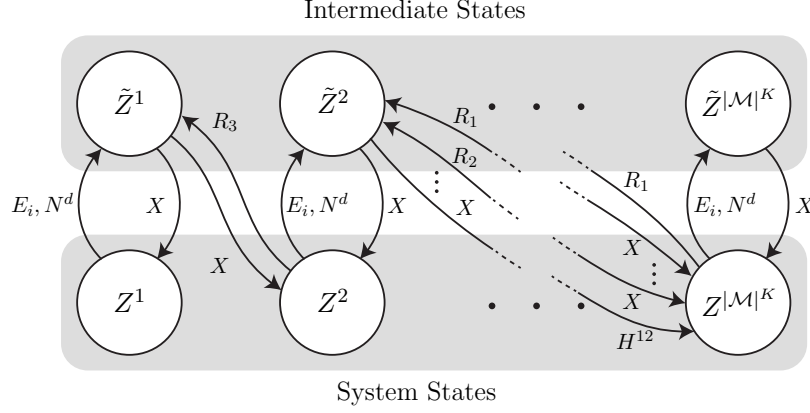 Intermediate States
Z̃¹ Z̃² • • • Z̃^{|ℳ|^K}
R₃ R₁
R₂
R₁
E_i, N^d X E_i, N^d X X E_i, N^d X
X X
X
Z¹ Z² • • • Z^{|ℳ|^K}
H¹²
System States